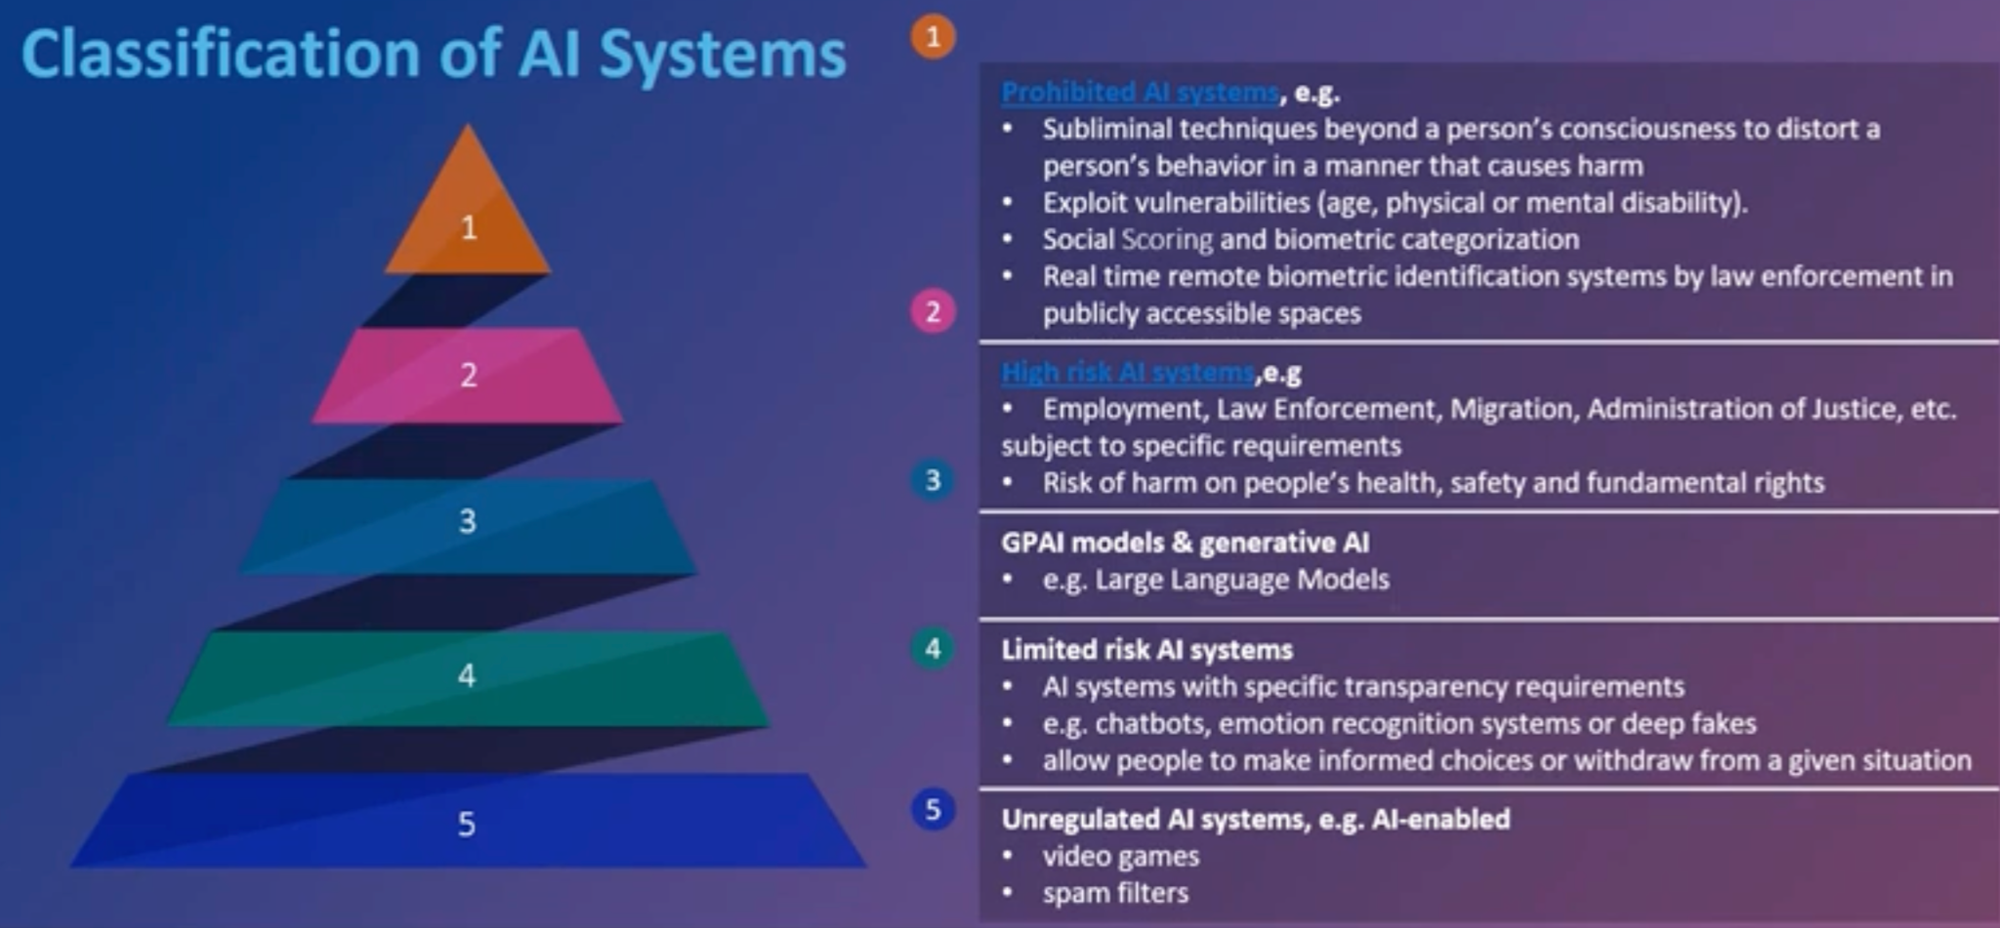 Classification of AI Systems
1
2
3
4
5
1
Prohibited AI systems, e.g.
• Subliminal techniques beyond a person's consciousness to distort a
person's behavior in a manner that causes harm
• Exploit vulnerabilities (age, physical or mental disability).
• Social Scoring and biometric categorization
• Real time remote biometric identification systems by law enforcement in
publicly accessible spaces
2
High risk AI systems,e.g
• Employment, Law Enforcement, Migration, Administration of Justice, etc.
subject to specific requirements
• Risk of harm on people's health, safety and fundamental rights
3
GPAI models & generative AI
• e.g. Large Language Models
4
Limited risk AI systems
• AI systems with specific transparency requirements
• e.g. chatbots, emotion recognition systems or deep fakes
• allow people to make informed choices or withdraw from a given situation
5
Unregulated AI systems, e.g. AI-enabled
• video games
• spam filters